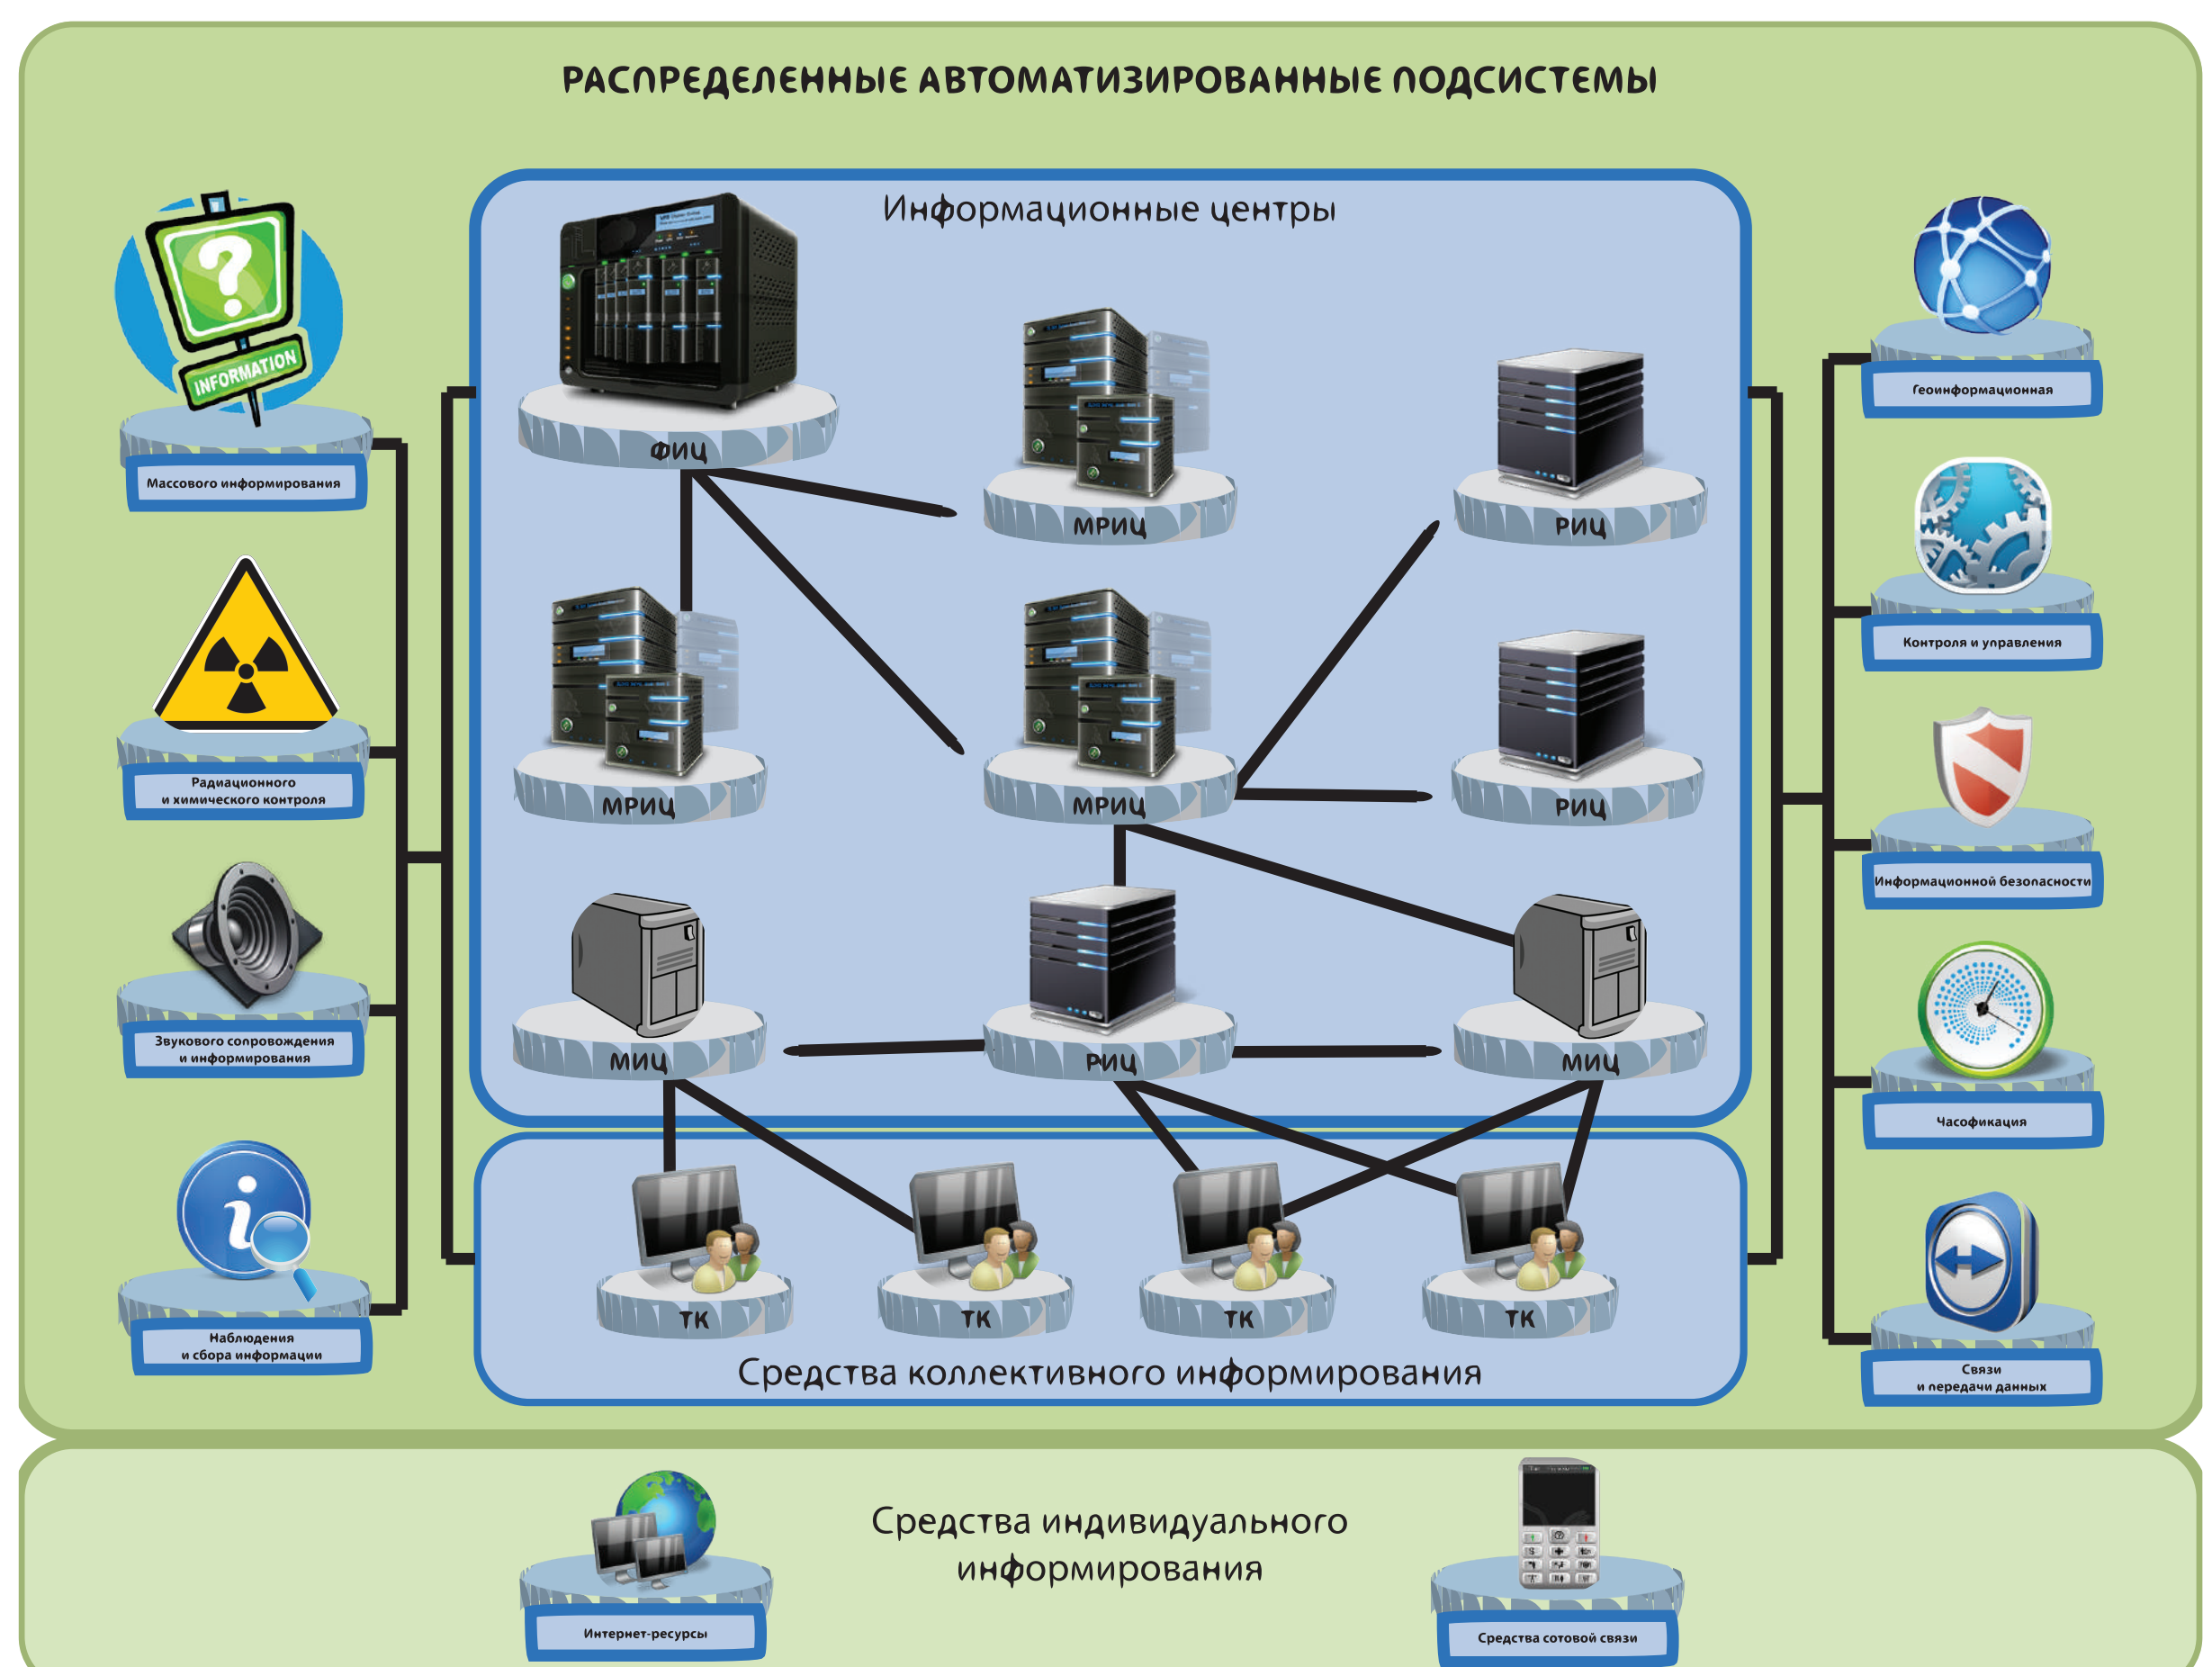 РАСПРЕДЕЛЕННЫЕ АВТОМАТИЗИРОВАННЫЕ ПОДСИСТЕМЫ
Информационные центры
INFORMATION
Массового информирования
Радиационного
и химического контроля
Звукового сопровождения
и информирования
Наблюдения
и сбора информации
ФИЦ
МРИЦ
РИЦ
МРИЦ
МРИЦ
РИЦ
МИЦ
РИЦ
МИЦ
ТК
ТК
ТК
ТК
Средства коллективного информирования
Геоинформационная
Контроля и управления
Информационной безопасности
Часофикация
Связи
и передачи данных
Средства индивидуального
информирования
Интернет-ресурсы
Средства сотовой связи